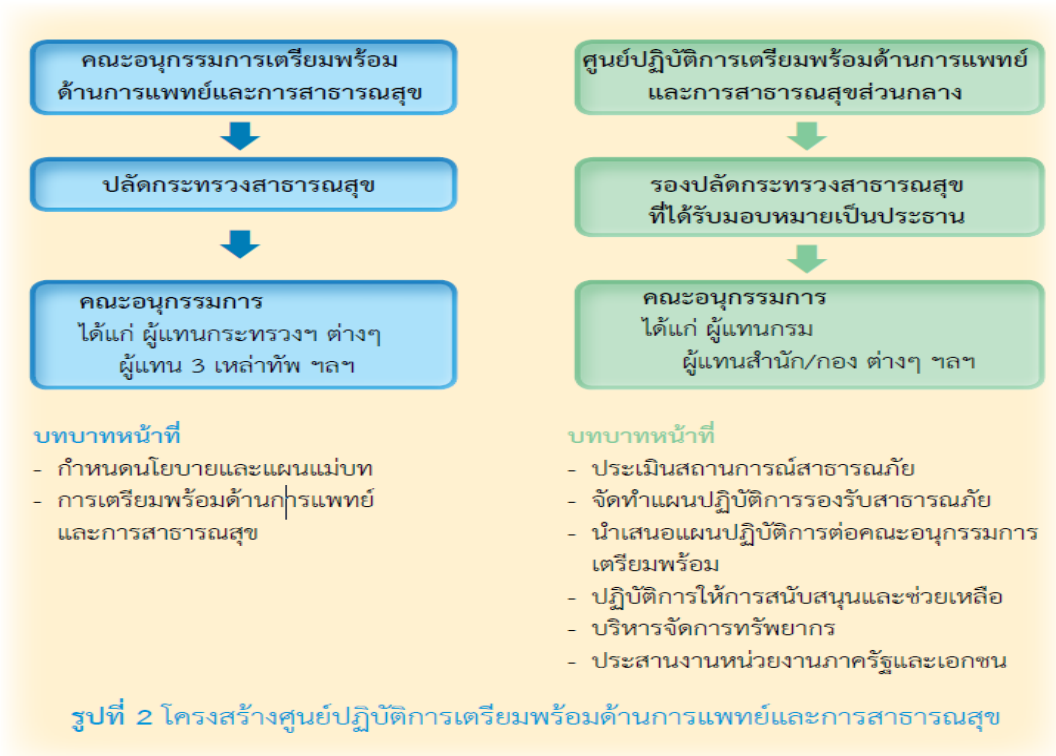 คณะอนุกรรมการเตรียมพร้อม
ด้านการแพทย์และการสาธารณสุข
ปลัดกระทรวงสาธารณสุข
คณะอนุกรรมการ
ได้แก่ ผู้แทนกระทรวงฯ ต่างๆ
ผู้แทน 3 เหล่าทัพ ฯลฯ
บทบาทหน้าที่
- กำหนดนโยบายและแผนแม่บท
- การเตรียมพร้อมด้านการแพทย์
และการสาธารณสุข
ศูนย์ปฏิบัติการเตรียมพร้อมด้านการแพทย์
และการสาธารณสุขส่วนกลาง
รองปลัดกระทรวงสาธารณสุข
ที่ได้รับมอบหมายเป็นประธาน
คณะอนุกรรมการ
ได้แก่ ผู้แทนกรม
ผู้แทนสำนัก/กอง ต่างๆ ฯลฯ
บทบาทหน้าที่
- ประเมินสถานการณ์สาธารณภัย
- จัดทำแผนปฏิบัติการรองรับสาธารณภัย
- นำเสนอแผนปฏิบัติการต่อคณะอนุกรรมการ
เตรียมพร้อม
- ปฏิบัติการให้การสนับสนุนและช่วยเหลือ
- บริหารจัดการทรัพยากร
- ประสานงานหน่วยงานภาครัฐและเอกชน
รูปที่ 2 โครงสร้างศูนย์ปฏิบัติการเตรียมพร้อมด้านการแพทย์และการสาธารณสุข